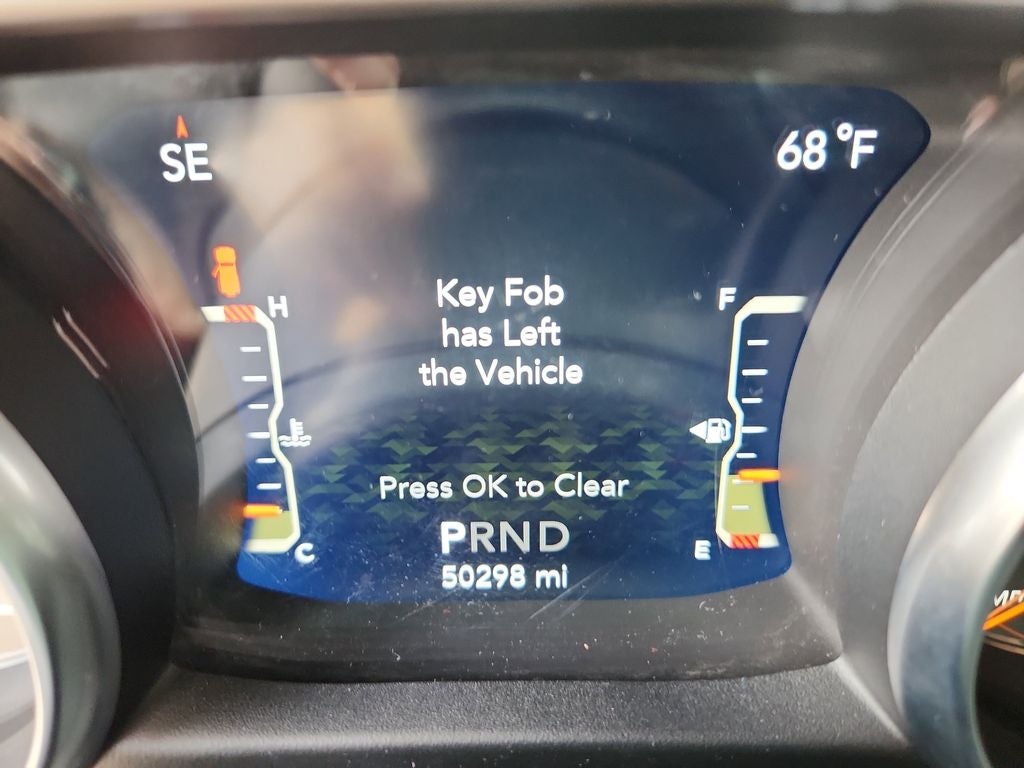 SE
68 °F
H
F
Key Fob
has Left
the Vehicle
Press OK to Clear
PRND
C
E
50298 mi